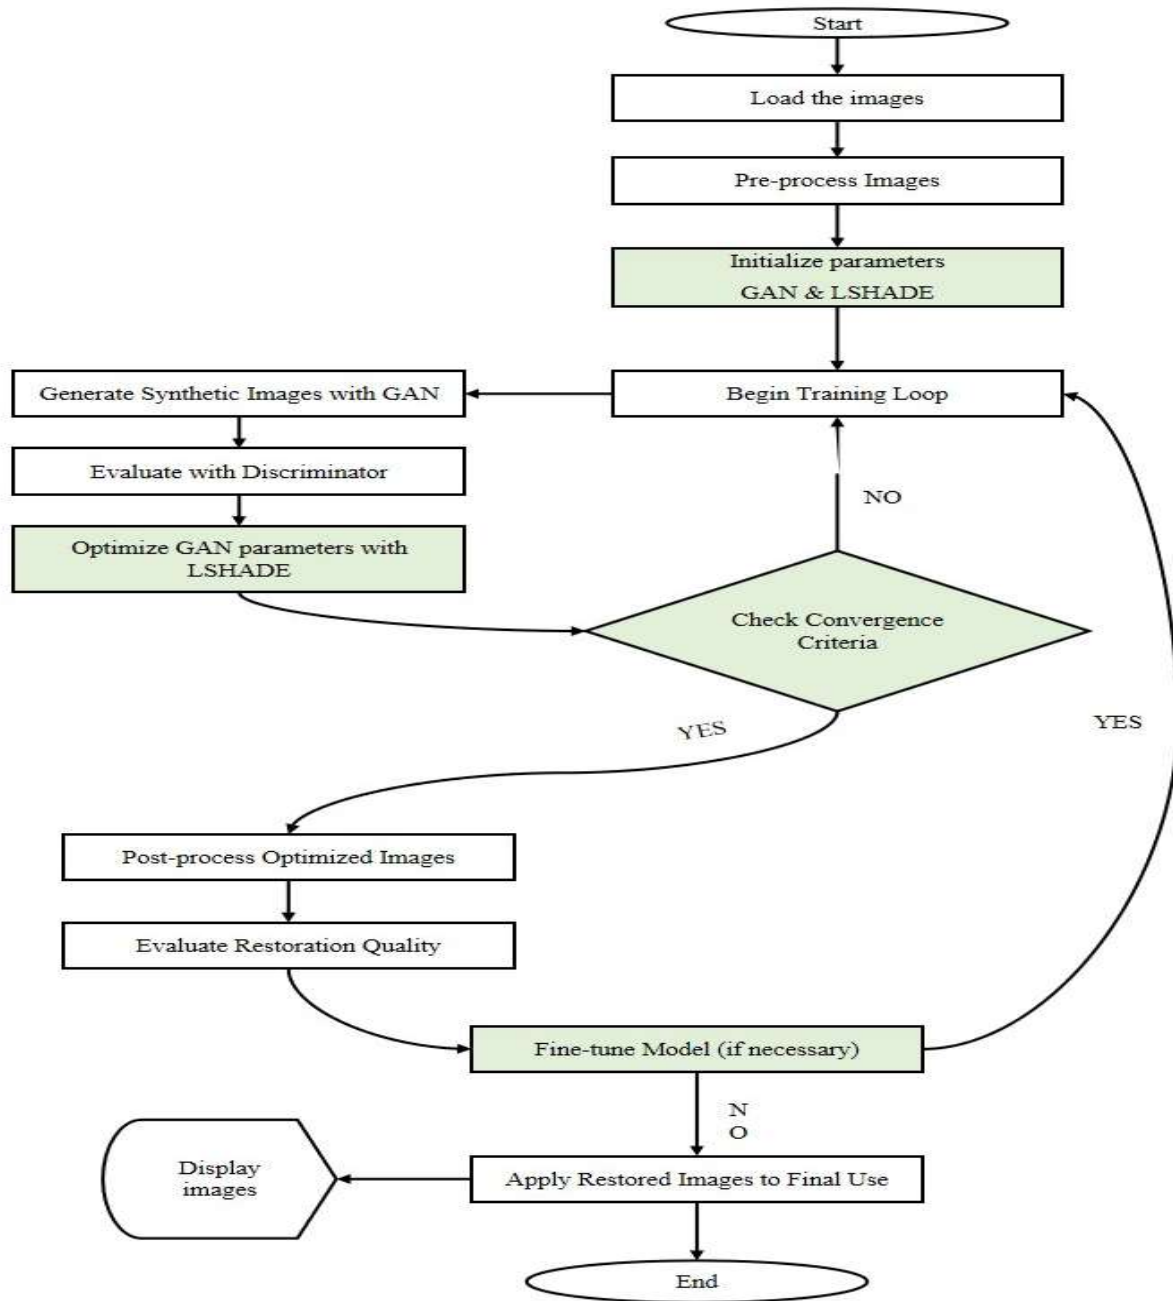 Start
Load the images
Pre-process Images
Initialize parameters
GAN & LSHADE
Begin Training Loop
Generate Synthetic Images with GAN
Evaluate with Discriminator
Optimize GAN parameters with
LSHADE
NO
Check Convergence
Criteria
YES
YES
Post-process Optimized Images
Evaluate Restoration Quality
Fine-tune Model (if necessary)
N
O
Apply Restored Images to Final Use
Display
images
End